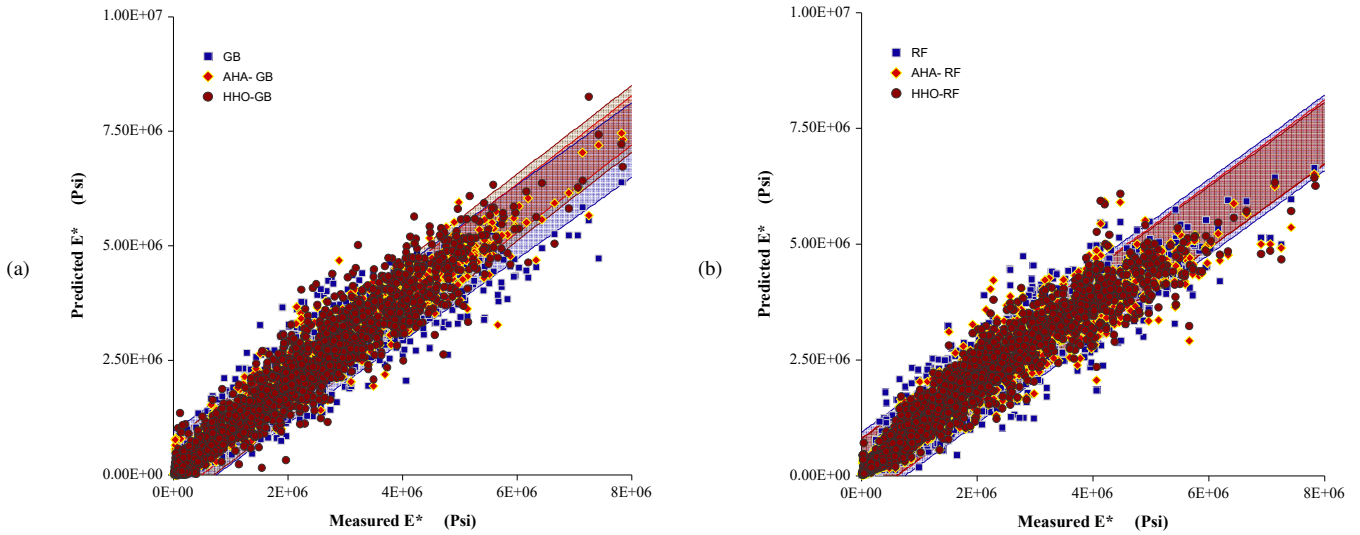 (a)
Predicted E* (Psi)
1.00E+07
7.50E+06
5.00E+06
2.50E+06
0.00E+00
GB
AHA- GB
HHO-GB
0E+00 2E+06 4E+06 6E+06 8E+06
Measured E* (Psi)
(b)
Predicted E* (Psi)
1.00E+07
7.50E+06
5.00E+06
2.50E+06
0.00E+00
RF
AHA- RF
HHO-RF
0E+00 2E+06 4E+06 6E+06 8E+06
Measured E* (Psi)